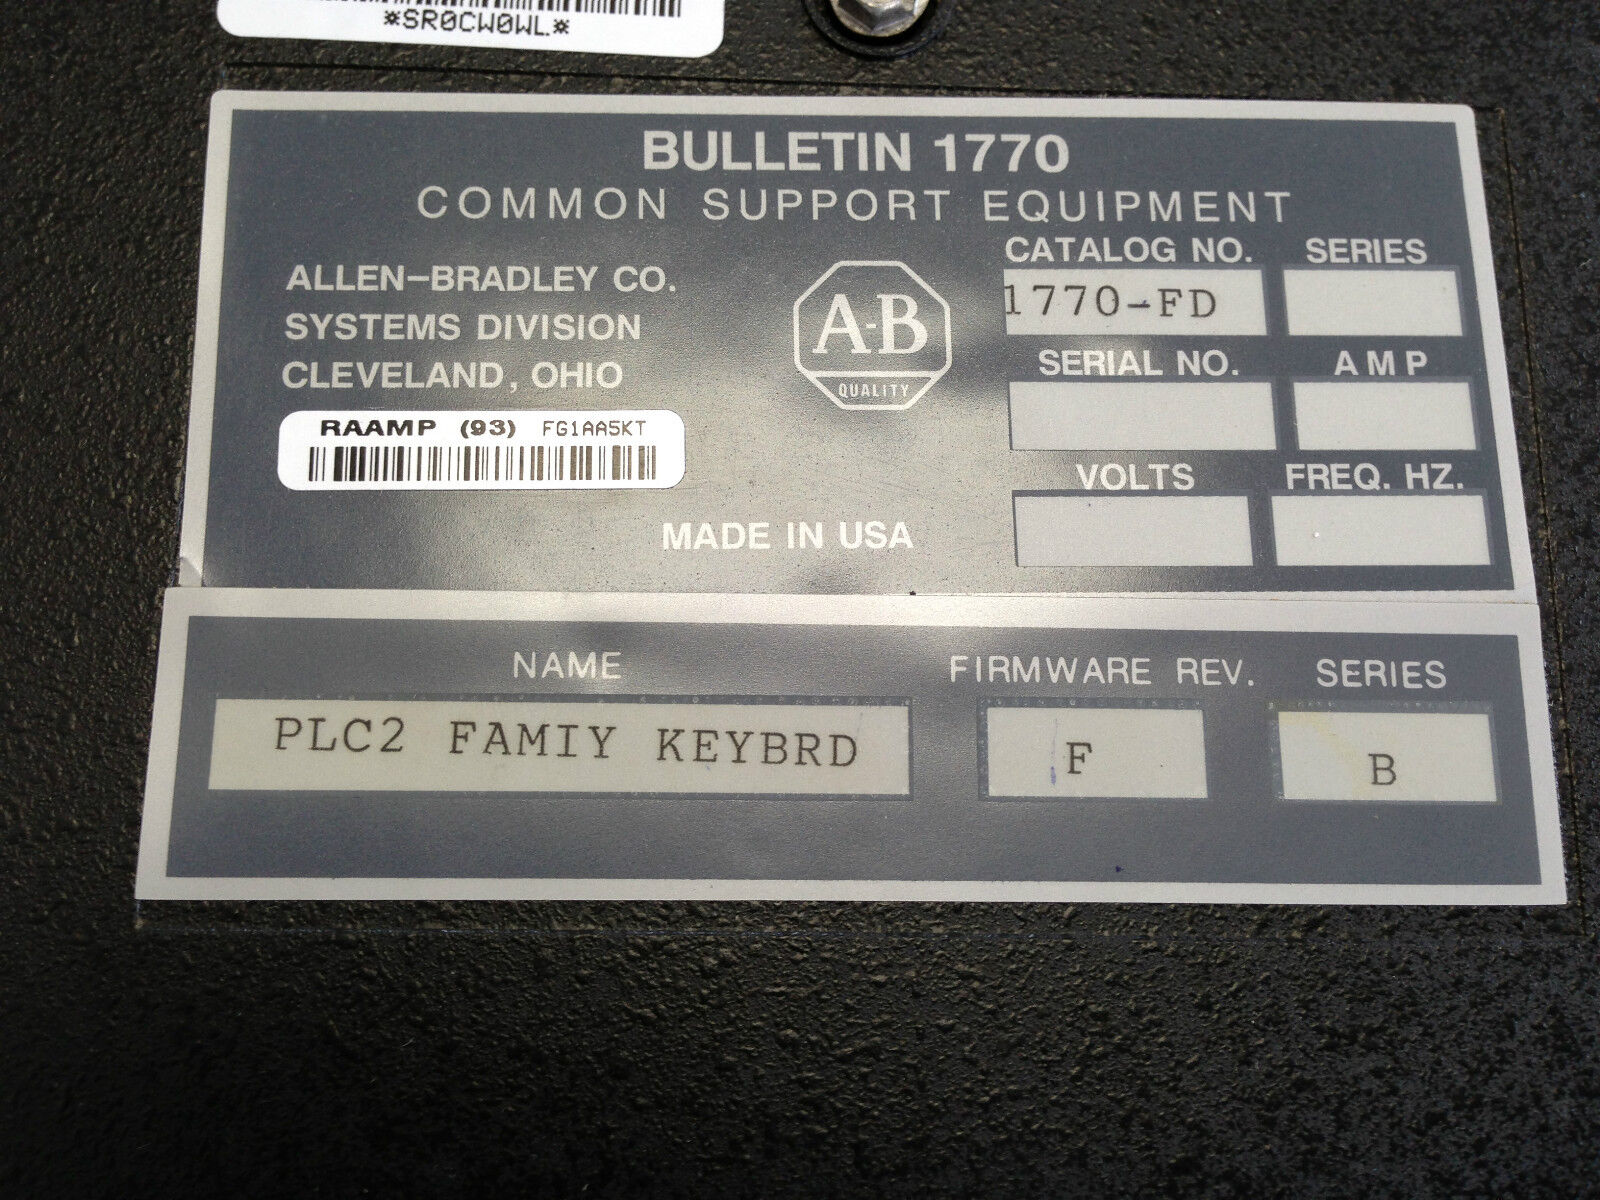 *SR0CW0WL*
BULLETIN 1770
COMMON SUPPORT EQUIPMENT
ALLEN-BRADLEY CO.
SYSTEMS DIVISION
CLEVELAND, OHIO
RAAMP (93) FG1AA5KT
A-B
QUALITY
MADE IN USA
CATALOG NO. SERIES
1770-FD
SERIAL NO. AMP
VOLTS FREQ. HZ.
NAME FIRMWARE REV. SERIES
PLC2 FAMIY KEYBRD F B